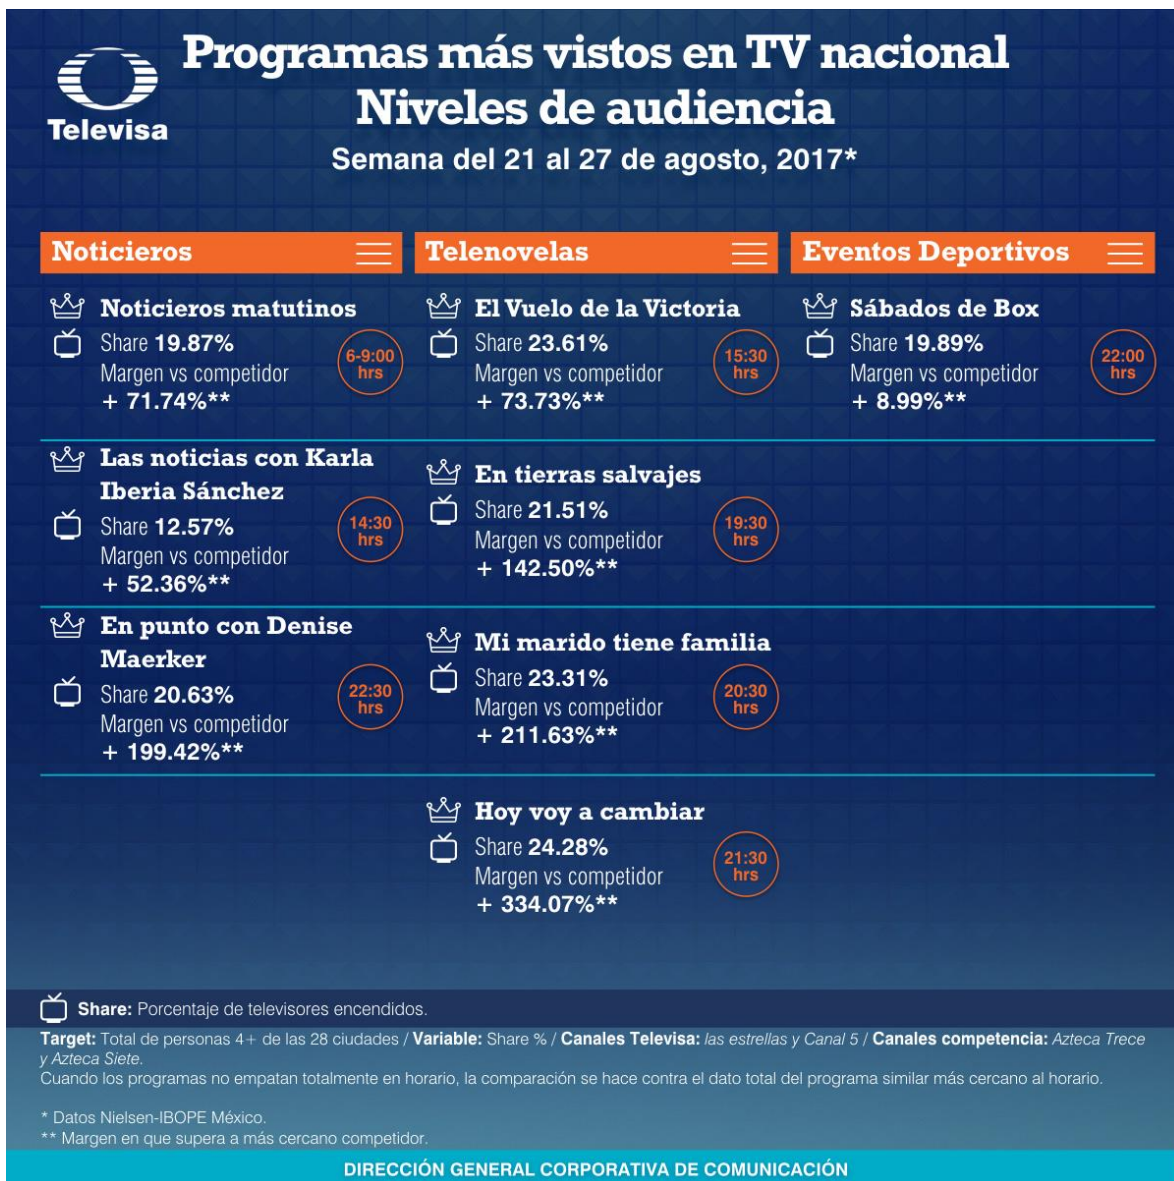 Televisa
Programas más vistos en TV nacional
Niveles de audiencia
Semana del 21 al 27 de agosto, 2017*
Noticieros
Noticieros matutinos
Share 19.87%
Margen vs competidor
+ 71.74%**
6-9:00
hrs
Las noticias con Karla
Iberia Sánchez
Share 12.57%
Margen vs competidor
+ 52.36%**
14:30
hrs
En punto con Denise
Maerker
Share 20.63%
Margen vs competidor
+ 199.42%**
22:30
hrs
Telenovelas
El Vuelo de la Victoria
Share 23.61%
Margen vs competidor
+ 73.73%**
15:30
hrs
En tierras salvajes
Share 21.51%
Margen vs competidor
+ 142.50%**
19:30
hrs
Mi marido tiene familia
Share 23.31%
Margen vs competidor
+ 211.63%**
20:30
hrs
Hoy voy a cambiar
Share 24.28%
Margen vs competidor
+ 334.07%**
21:30
hrs
Eventos Deportivos
Sábados de Box
Share 19.89%
Margen vs competidor
+ 8.99%**
22:00
hrs
Share: Porcentaje de televisores encendidos.
Target: Total de personas 4+ de las 28 ciudades / Variable: Share % / Canales Televisa: las estrellas y Canal 5 / Canales competencia: Azteca Trece
y Azteca Siete.
Cuando los programas no empatan totalmente en horario, la comparación se hace contra el dato total del programa similar más cercano al horario.
* Datos Nielsen-IBOPE México.
** Margen en que supera a más cercano competidor.
DIRECCIÓN GENERAL CORPORATIVA DE COMUNICACIÓN